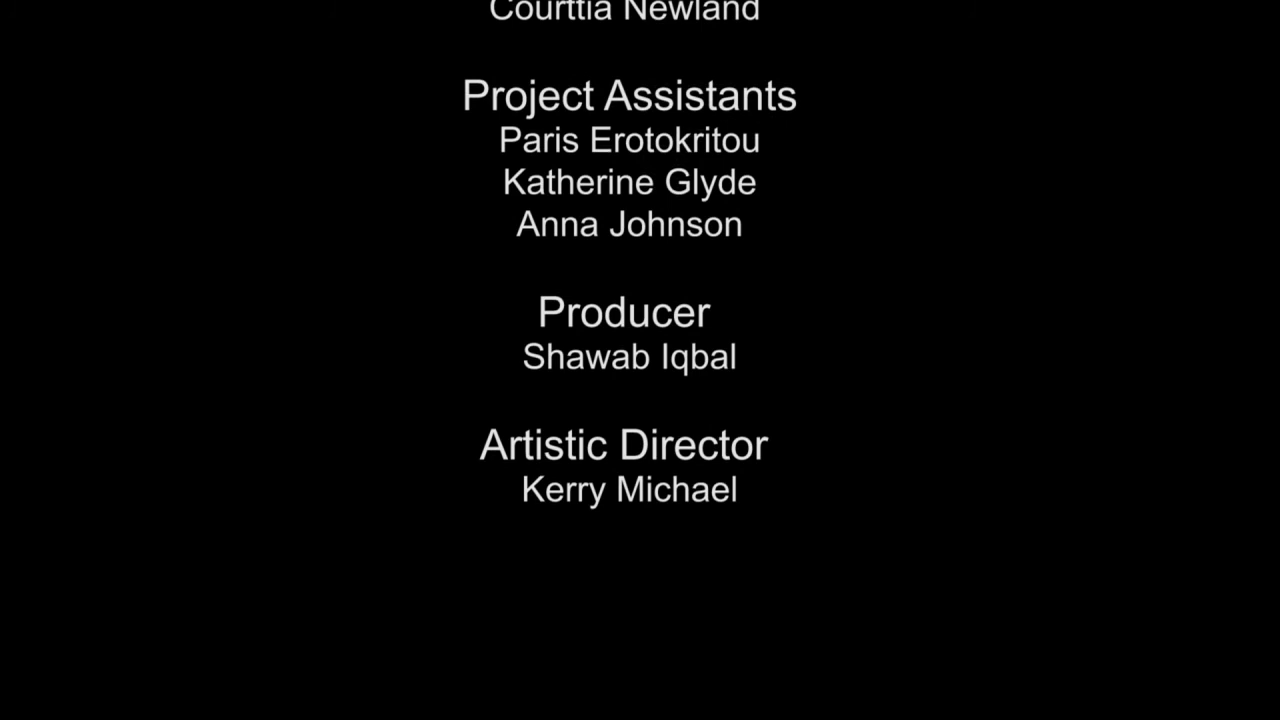 Courttia Newland
Project Assistants
Paris Erotokritou
Katherine Glyde
Anna Johnson
Producer
Shawab Iqbal
Artistic Director
Kerry Michael